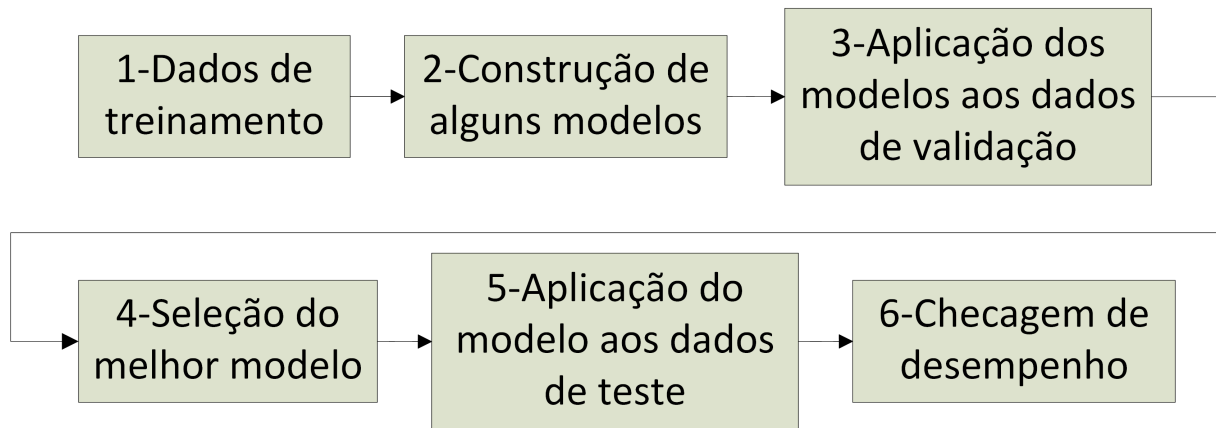 1-Dados de
treinamento
2-Construção de
alguns modelos
3-Aplicação dos
modelos aos dados
de validação
4-Seleção do
melhor modelo
5-Aplicação do
modelo aos dados
de teste
6-Checagem de
desempenho